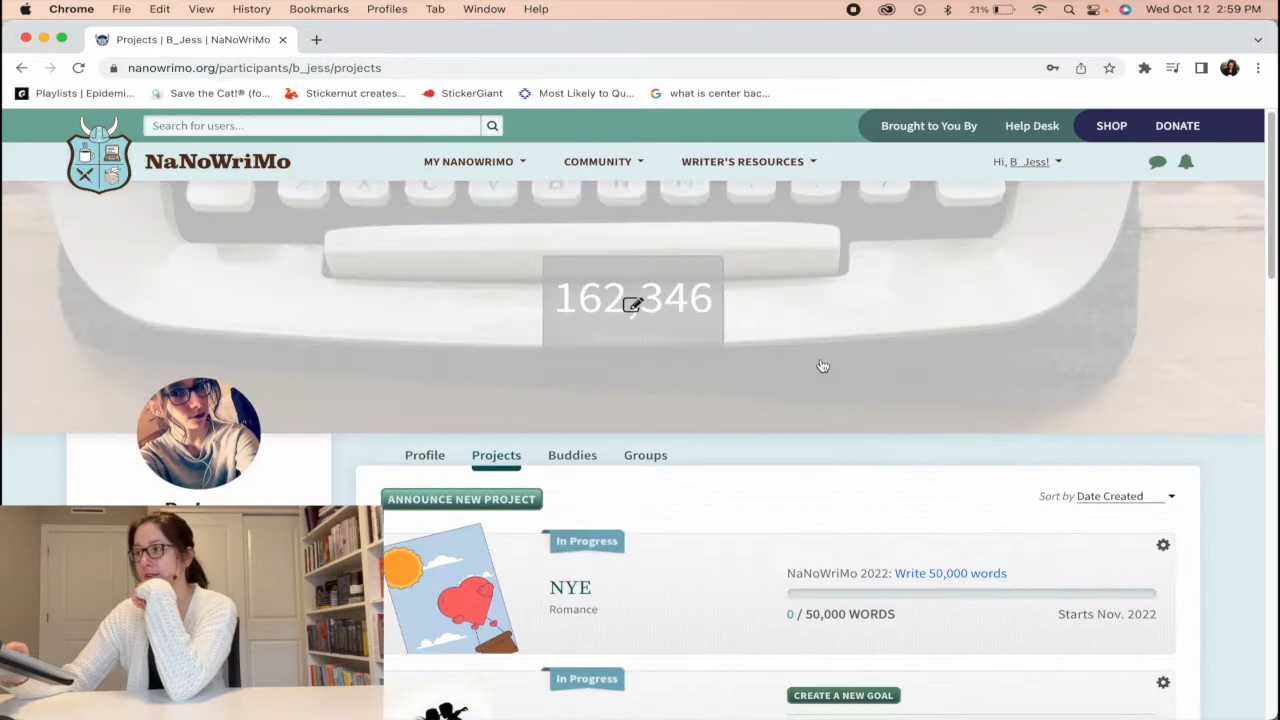 Chrome File Edit View History Bookmarks Profiles Tab Window Help 21% Wed Oct 12 2:59 PM
Projects | B_Jess | NaNoWriMo
nanowrimo.org/participants/b_jess/projects
Playlists | Epidemi... Save the Cat!® (fo... Stickernut creates... StickerGiant Most Likely to Qu... what is center bac...
Search for users... Brought to You By Help Desk SHOP DONATE
NaNoWriMo MY NANOWRIMO COMMUNITY WRITER'S RESOURCES Hi, B_Jess!
162,346
Profile Projects Buddies Groups
ANNOUNCE NEW PROJECT Sort by Date Created
In Progress
NYE
Romance
NaNoWriMo 2022: Write 50,000 words
0 / 50,000 WORDS Starts Nov. 2022
In Progress
CREATE A NEW GOAL